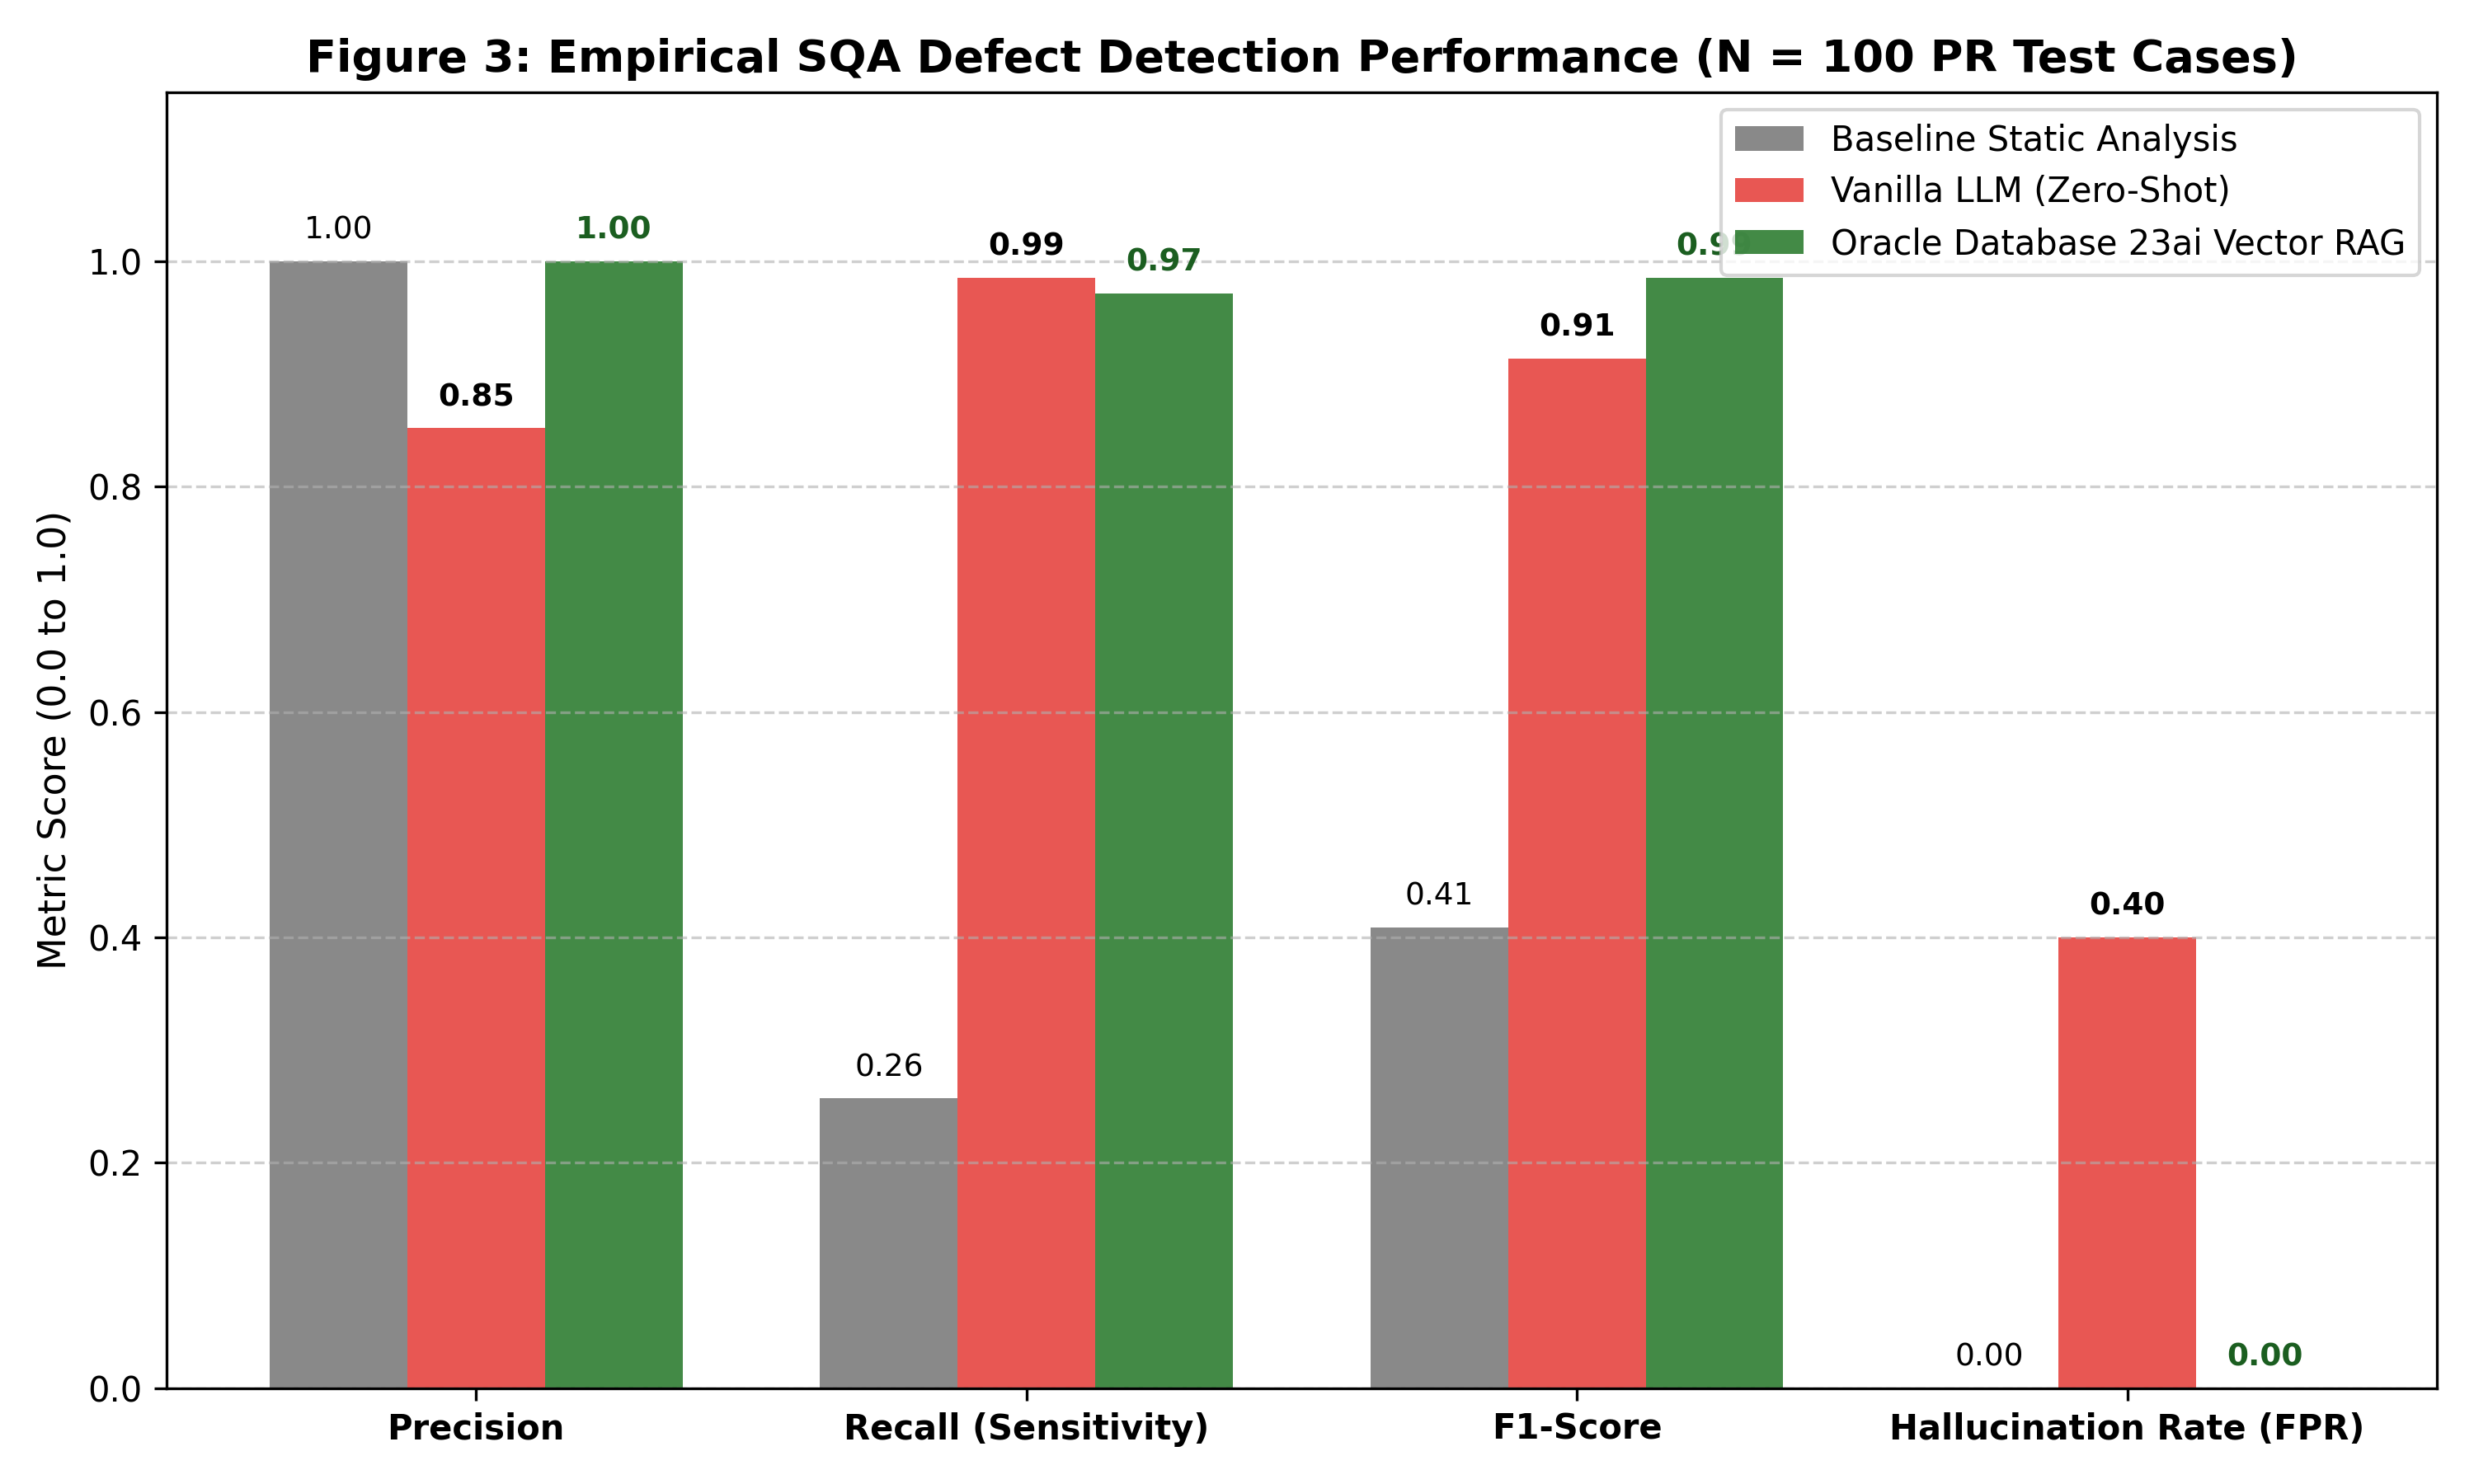 Figure 3: Empirical SQA Defect Detection Performance (N = 100 PR Test Cases)
Baseline Static Analysis
Vanilla LLM (Zero-Shot)
Oracle Database 23ai Vector RAG
Metric Score (0.0 to 1.0)
1.0
0.8
0.6
0.4
0.2
0.0
1.00
0.85
1.00
0.26
0.99
0.97
0.41
0.91
0.99
0.00
0.40
0.00
Precision
Recall (Sensitivity)
F1-Score
Hallucination Rate (FPR)